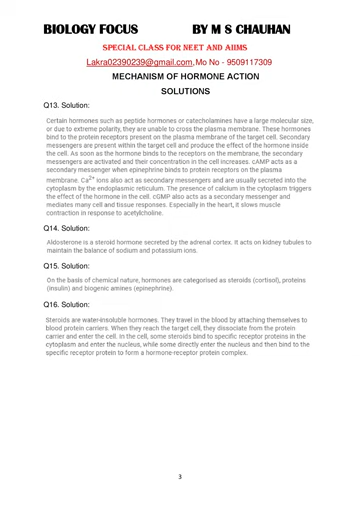 BIOLOGY FOCUS BY M S CHAUHAN
SPECIAL CLASS FOR NEET AND AIIMS
Lakra02390239@gmail.com,Mo No - 9509117309
MECHANISM OF HORMONE ACTION
SOLUTIONS
Q13. Solution:
Certain hormones such as peptide hormones or catecholamines have a large molecular size,
or due to extreme polarity, they are unable to cross the plasma membrane. These hormones
bind to the protein receptors present on the plasma membrane of the target cell. Secondary
messengers are present within the target cell and produce the effect of the hormone inside
the cell. As soon as the hormone binds to the receptors on the membrane, the secondary
messengers are activated and their concentration in the cell increases. cAMP acts as a
secondary messenger when epinephrine binds to protein receptors on the plasma
membrane. Ca2+ ions also act as secondary messengers and are usually secreted into the
cytoplasm by the endoplasmic reticulum. The presence of calcium in the cytoplasm triggers
the effect of the hormone in the cell. cGMP also acts as a secondary messenger and
mediates many cell and tissue responses. Especially in the heart, it slows muscle
contraction in response to acetylcholine.
Q14. Solution:
Aldosterone is a steroid hormone secreted by the adrenal cortex. It acts on kidney tubules to
maintain the balance of sodium and potassium ions.
Q15. Solution:
On the basis of chemical nature, hormones are categorised as steroids (cortisol), proteins
(insulin) and biogenic amines (epinephrine).
Q16. Solution:
Steroids are water-insoluble hormones. They travel in the blood by attaching themselves to
blood protein carriers. When they reach the target cell, they dissociate from the protein
carrier and enter the cell. In the cell, some steroids bind to specific receptor proteins in the
cytoplasm and enter the nucleus, while some directly enter the nucleus and then bind to the
specific receptor protein to form a hormone-receptor protein complex.
3